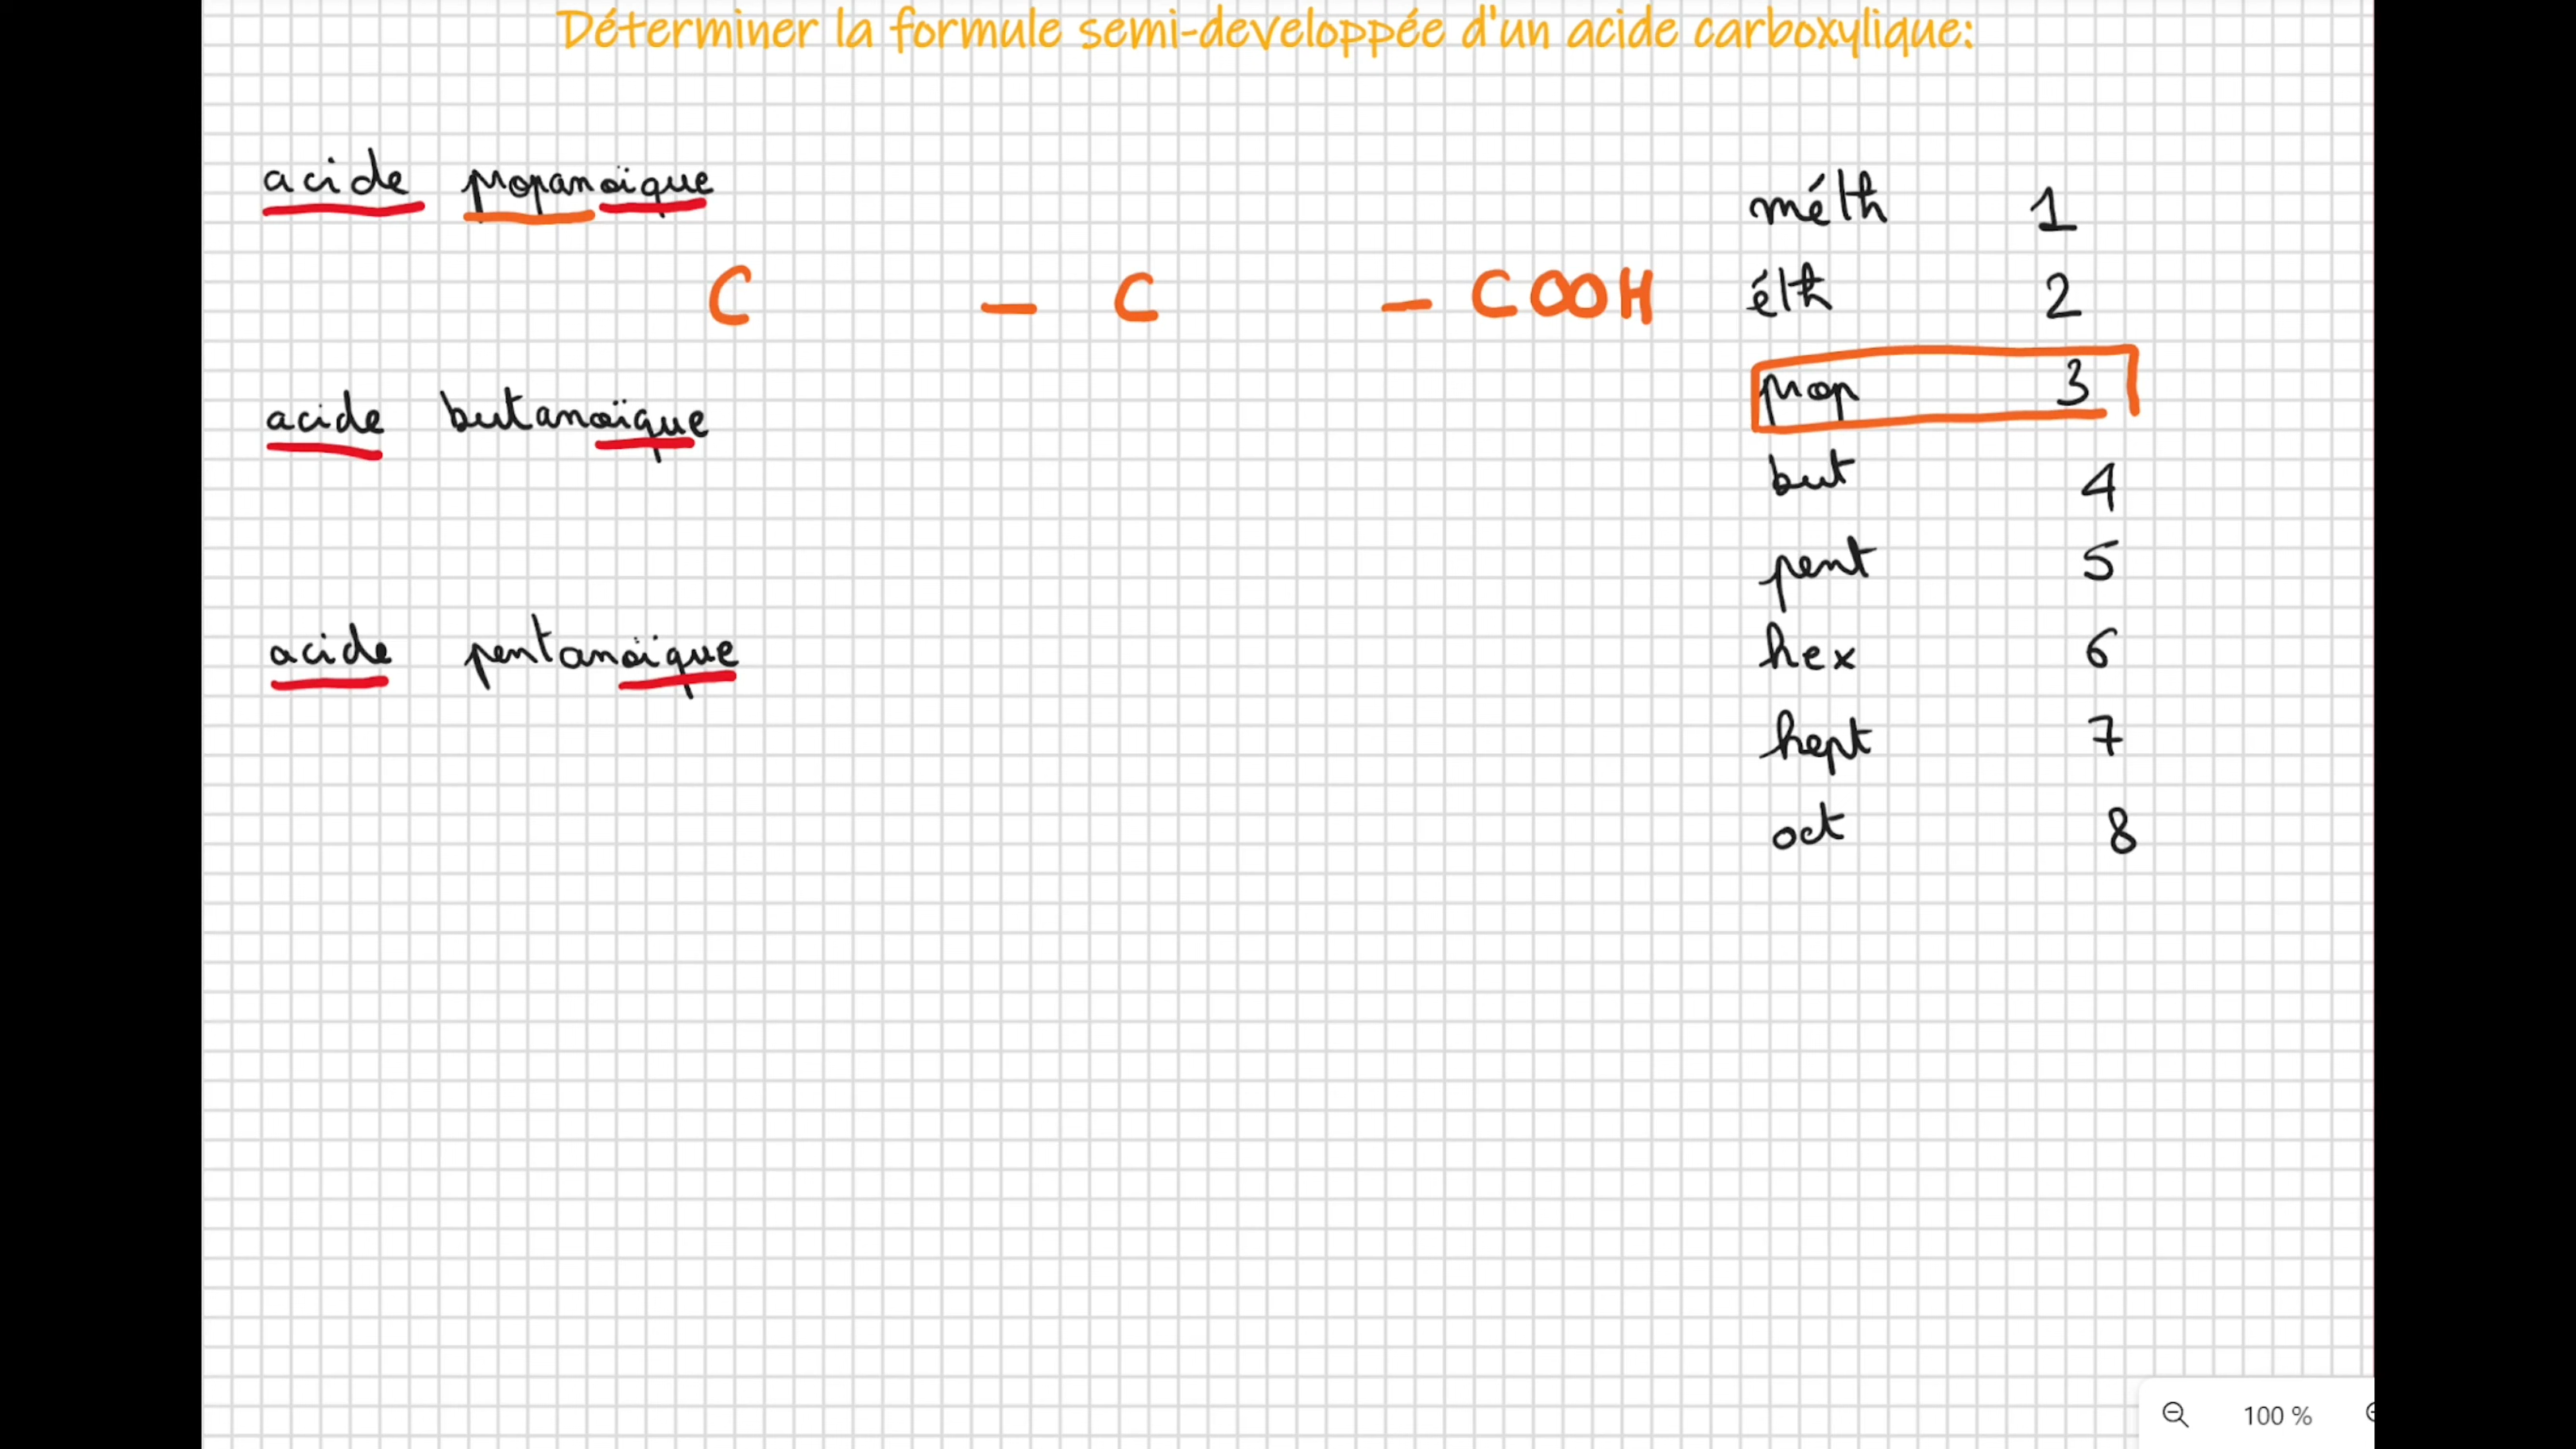 Déterminer la formule semi-developpée d'un acide carboxylique:
acide propanoïque
C – C – COOH
acide butanoïque
acide pentanoïque
méth 1
éth 2
prop 3
but 4
pent 5
hex 6
hept 7
oct 8
100 %